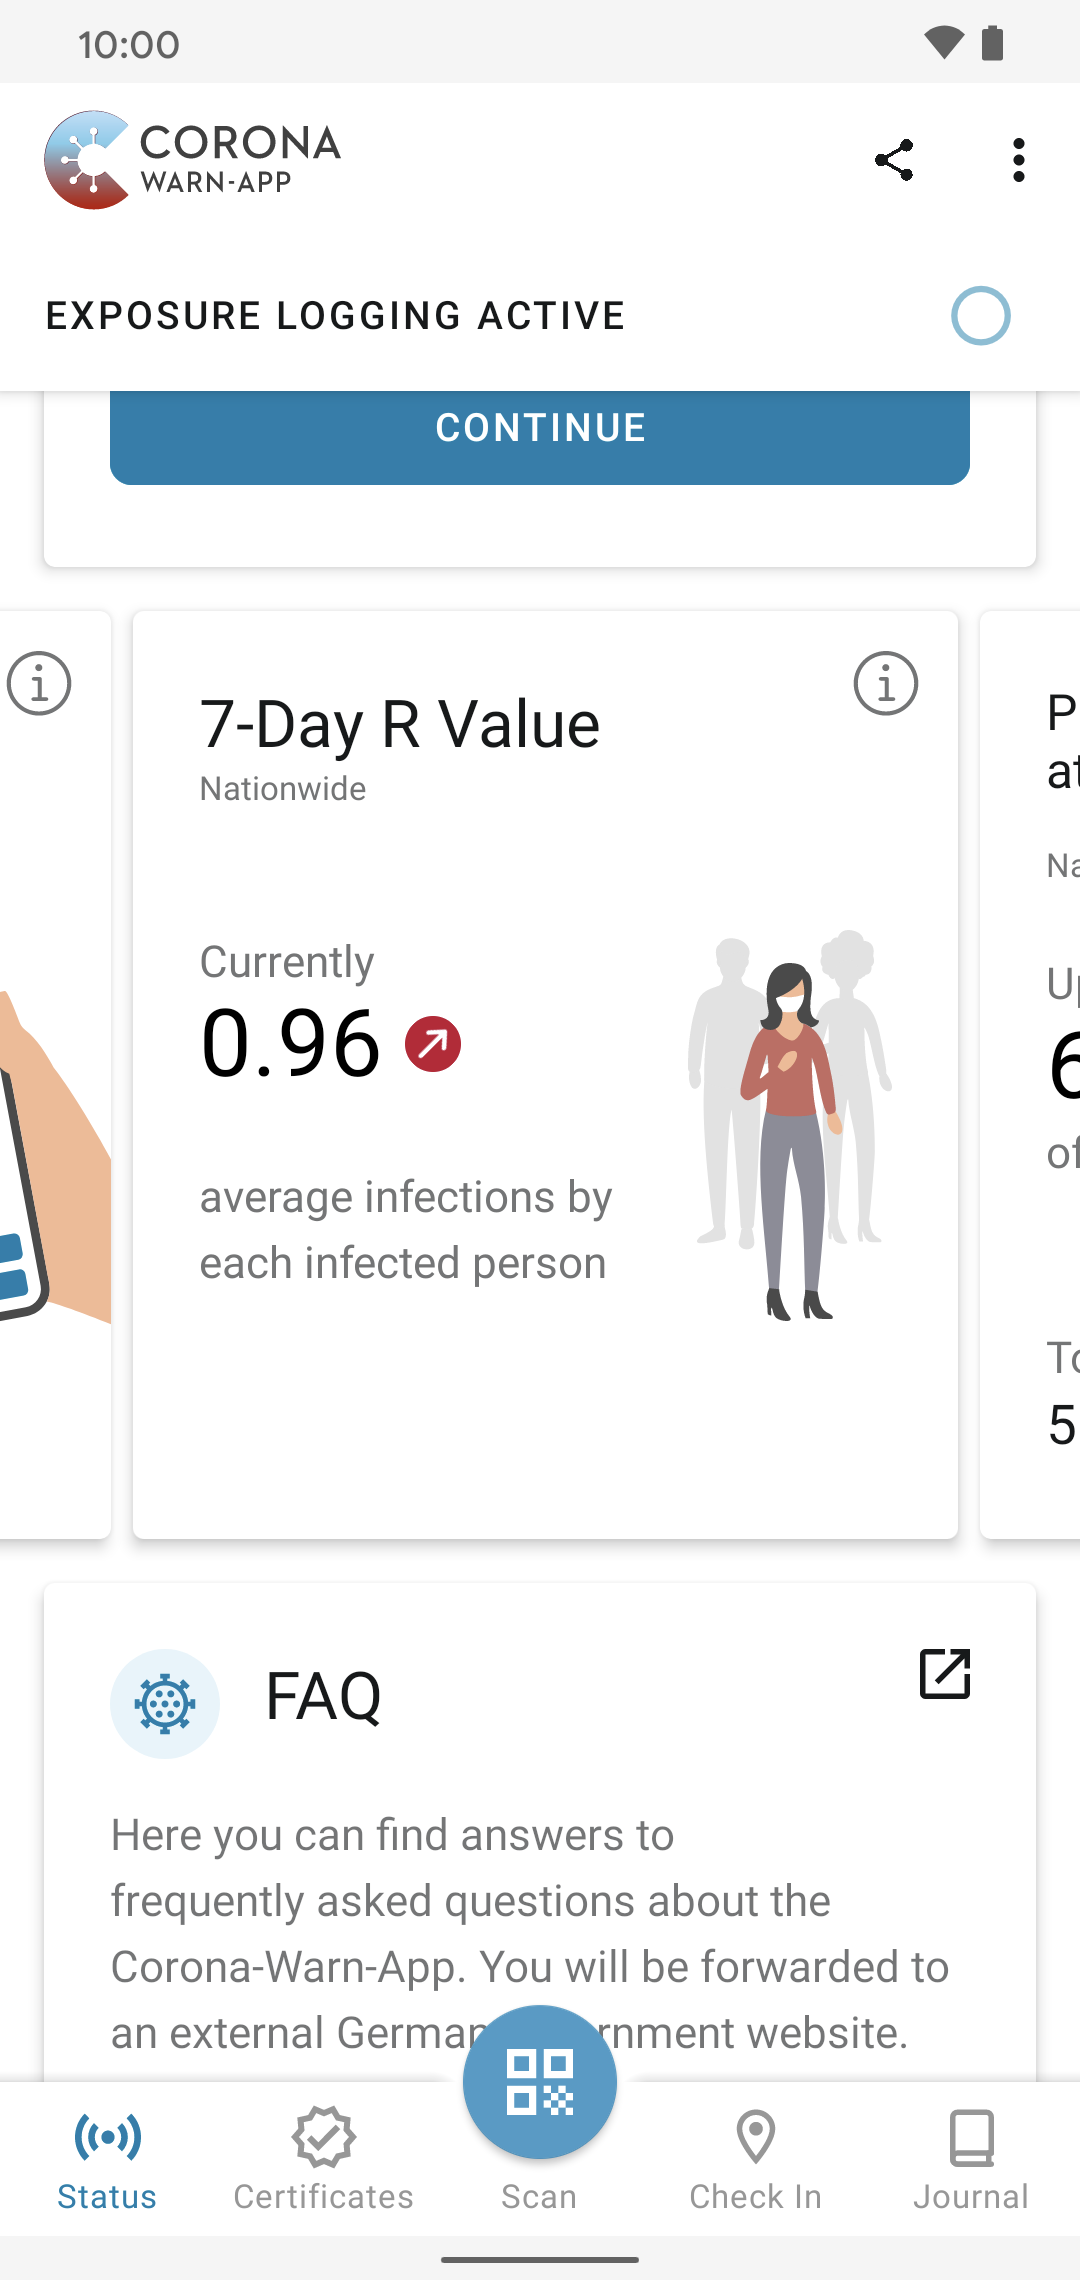 10:00
CORONA
WARN-APP
EXPOSURE LOGGING ACTIVE
CONTINUE
7-Day R Value
Nationwide
Currently
0.96
average infections by
each infected person
P
at
Na
Up
6
of
To
5
FAQ
Here you can find answers to
frequently asked questions about the
Corona-Warn-App. You will be forwarded to
an external German rnment website.
Status
Certificates
Scan
Check In
Journal